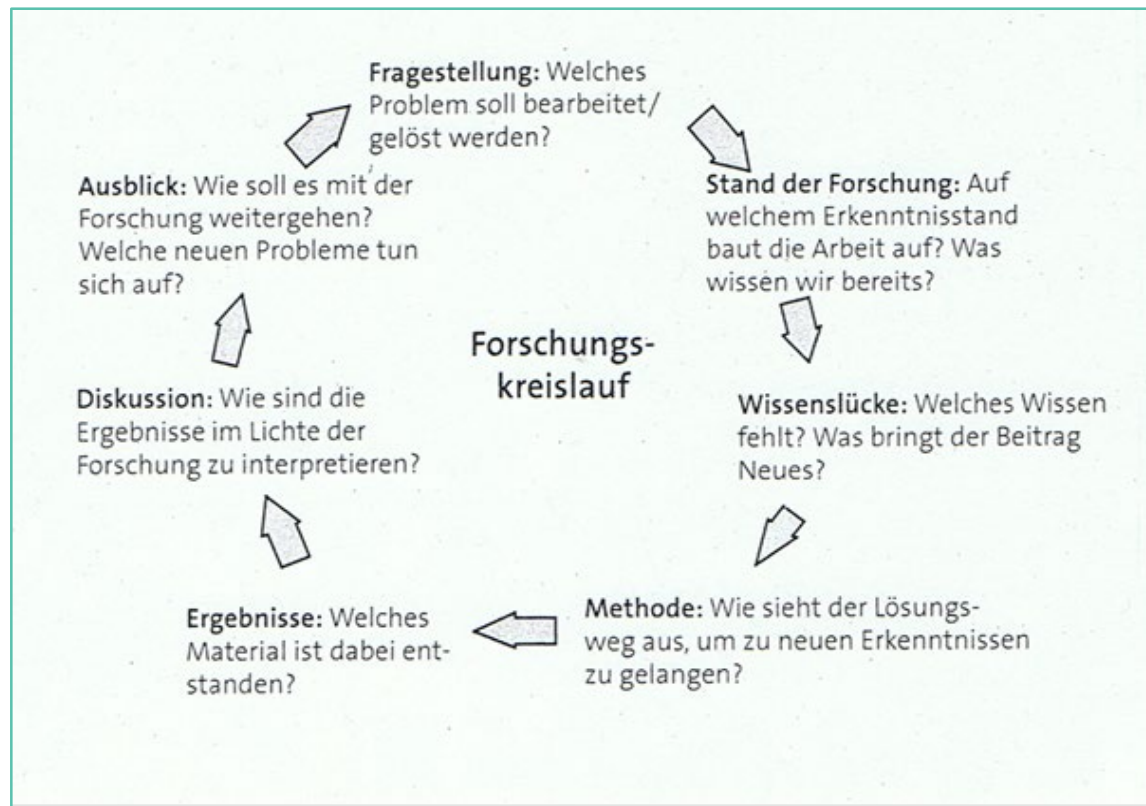 Fragestellung: Welches
Problem soll bearbeitet/
gelöst werden?
Stand der Forschung: Auf
welchem Erkenntnisstand
baut die Arbeit auf? Was
wissen wir bereits?
Wissenslücke: Welches Wissen
fehlt? Was bringt der Beitrag
Neues?
Methode: Wie sieht der Lösungs-
weg aus, um zu neuen Erkenntnissen
zu gelangen?
Ergebnisse: Welches
Material ist dabei ent-
standen?
Diskussion: Wie sind die
Ergebnisse im Lichte der
Forschung zu interpretieren?
Ausblick: Wie soll es mit der
Forschung weitergehen?
Welche neuen Probleme tun
sich auf?
Forschungs-
kreislauf